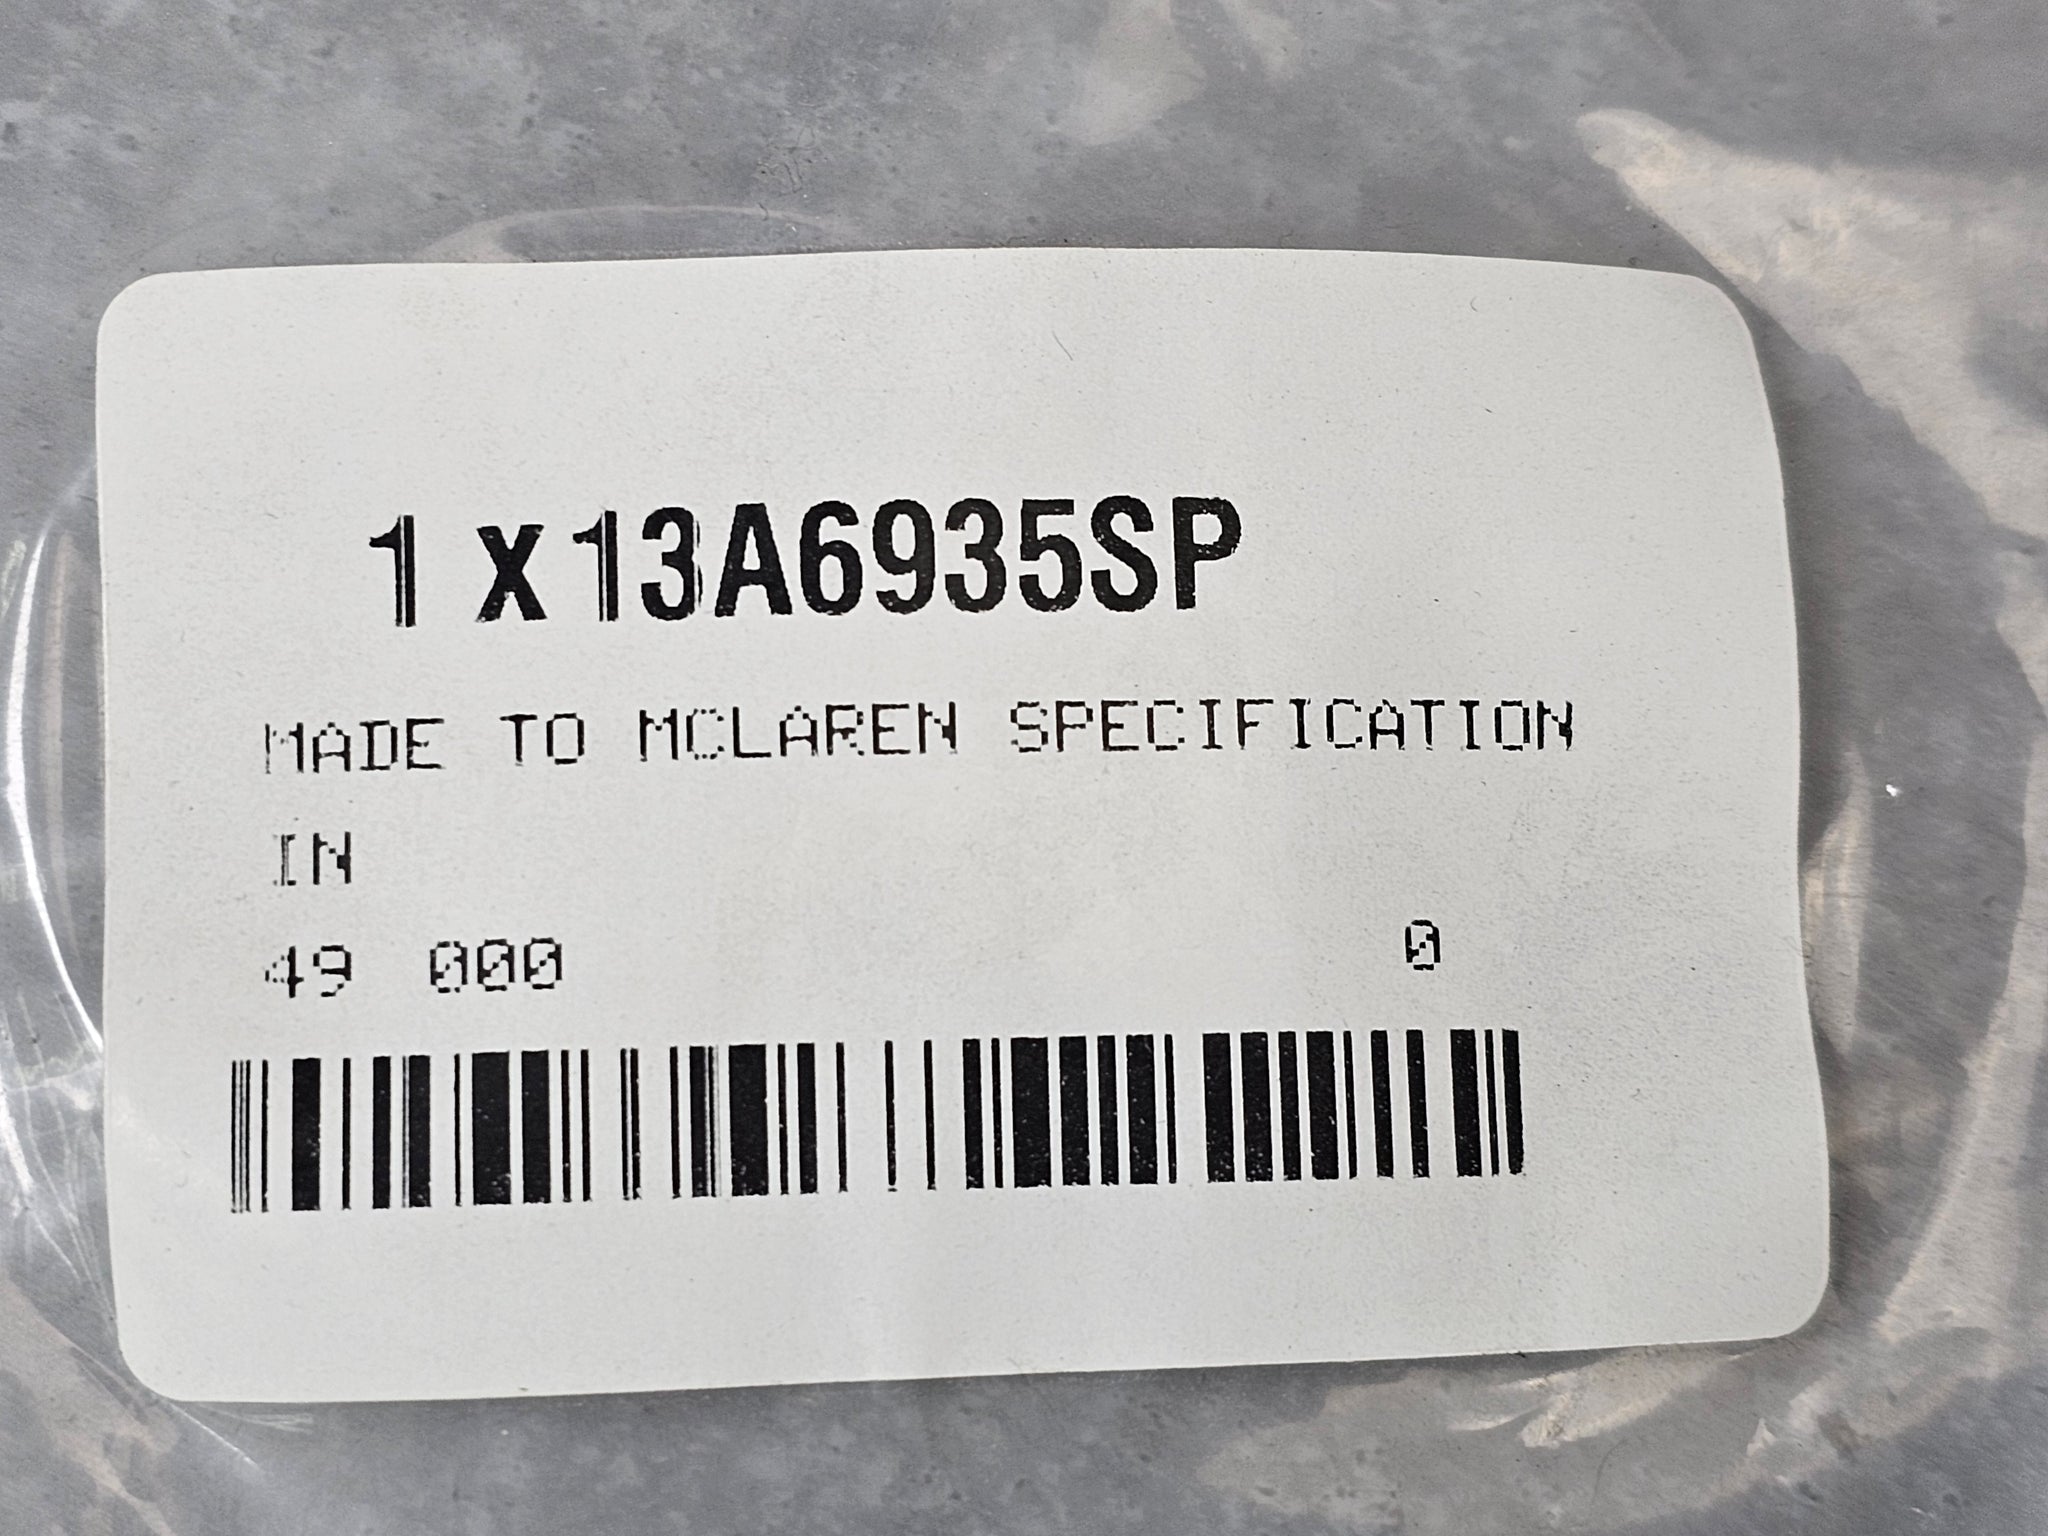 1 x 13A6935SP
MADE TO MCLAREN SPECIFICATION
IN
49 000 0